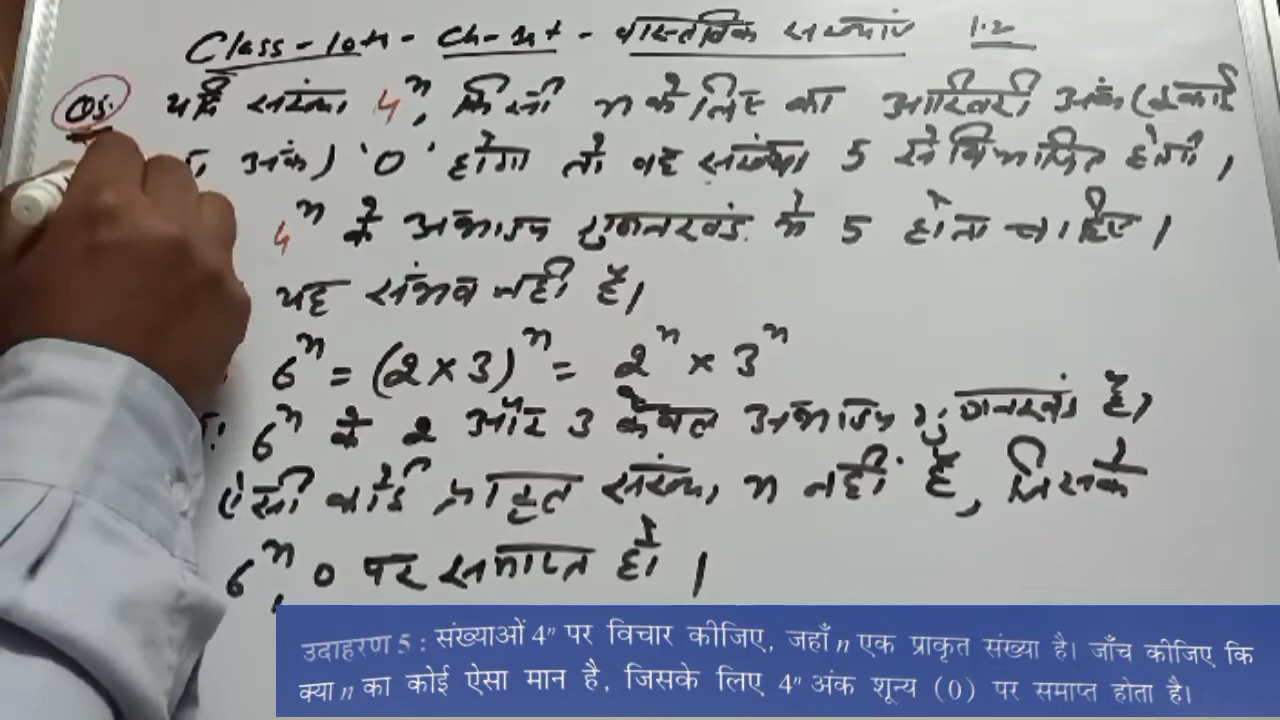 Class-10th - Ch-1st - वास्तविक संख्याएं 1.2
Q5. यदि संख्या 4ⁿ, किसी n के लिए का आखिरी अंक (ईकाई
अंक) '0' होगा तो वह संख्या 5 से विभाजित होगी,
4ⁿ के अभाज्य गुणनखंड के 5 होना चाहिए।
यह संभव नहीं है।
6ⁿ = (2 × 3)ⁿ = 2ⁿ × 3ⁿ
6ⁿ के 2 और 3 केवल अभाज्य गुणनखंड है,
ऐसी कोई प्राकृत संख्या n नहीं है, जिसके
6ⁿ, 0 पर समाप्त हो।
उदाहरण 5 : संख्याओं 4ⁿ पर विचार कीजिए, जहाँ n एक प्राकृत संख्या है। जाँच कीजिए कि
क्या n का कोई ऐसा मान है, जिसके लिए 4ⁿ अंक शून्य (0) पर समाप्त होता है।